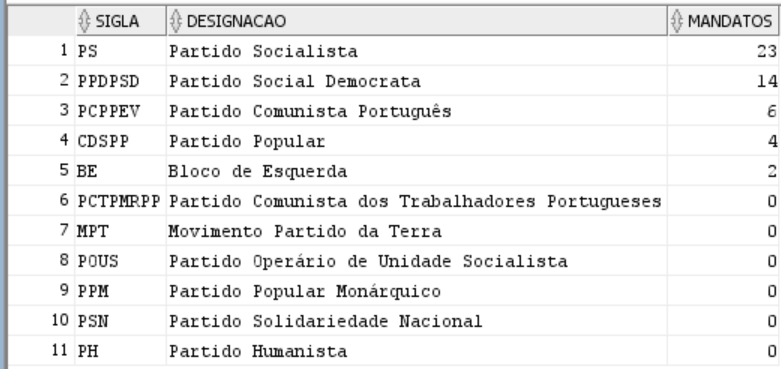 SIGLA DESIGNACAO MANDATOS
1 PS Partido Socialista 23
2 PPDPSD Partido Social Democrata 14
3 PCPPEV Partido Comunista Português 6
4 CDSPP Partido Popular 4
5 BE Bloco de Esquerda 2
6 PCTPMRPP Partido Comunista dos Trabalhadores Portugueses 0
7 MPT Movimento Partido da Terra 0
8 POUS Partido Operário de Unidade Socialista 0
9 PPM Partido Popular Monárquico 0
10 PSN Partido Solidariedade Nacional 0
11 PH Partido Humanista 0